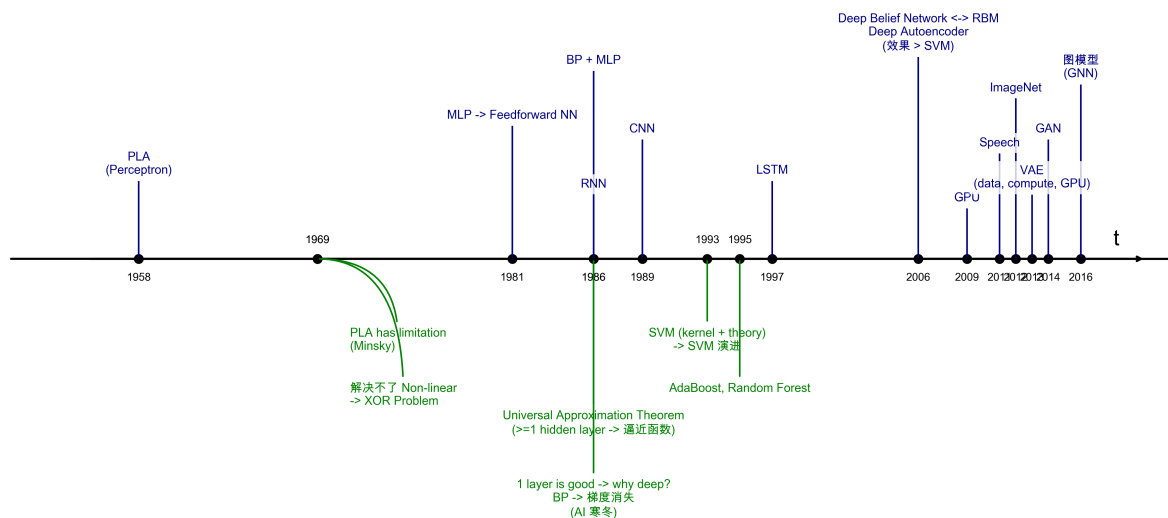 Deep Belief Network <-> RBM
Deep Autoencoder
(效果 > SVM)
BP + MLP
图模型
(GNN)
ImageNet
MLP -> Feedforward NN
CNN
GAN
Speech
PLA
(Perceptron)
LSTM
VAE
(data, compute, GPU)
RNN
GPU
t
1969
1993
1995
1958
1981
1986
1989
1997
2006
2009
2011
2012
2013
2014
2016
PLA has limitation
(Minsky)
SVM (kernel + theory)
-> SVM 演进
解决不了 Non-linear
-> XOR Problem
AdaBoost, Random Forest
Universal Approximation Theorem
(>=1 hidden layer -> 逼近函数)
1 layer is good -> why deep?
BP -> 梯度消失
(AI 寒冬)